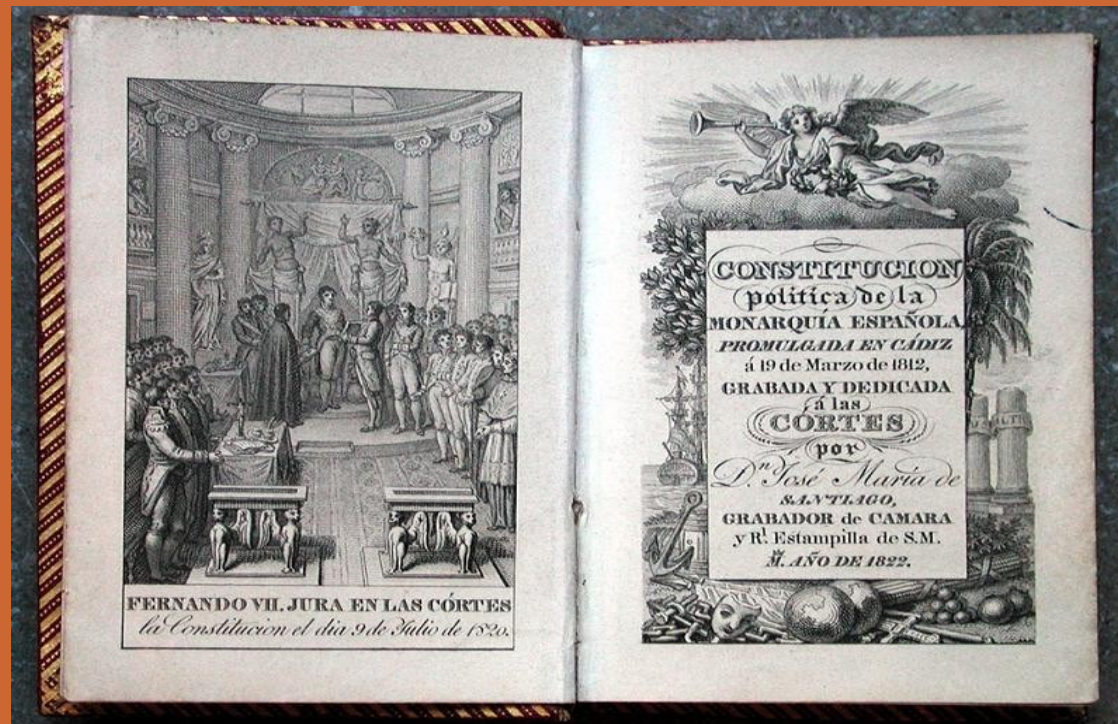 FERNANDO VII. JURA EN LAS CÓRTES
la Constitucion el dia 9 de Julio de 1820.
CONSTITUCION
politica de la
MONARQUÍA ESPAÑOLA,
PROMULGADA EN CÁDIZ
á 19 de Marzo de 1812,
GRABADA Y DEDICADA
á las
CÓRTES
por
D.n José María de
SANTIAGO,
GRABADOR de CAMARA
y Rl. Estampilla de S.M.
AÑO DE 1822.